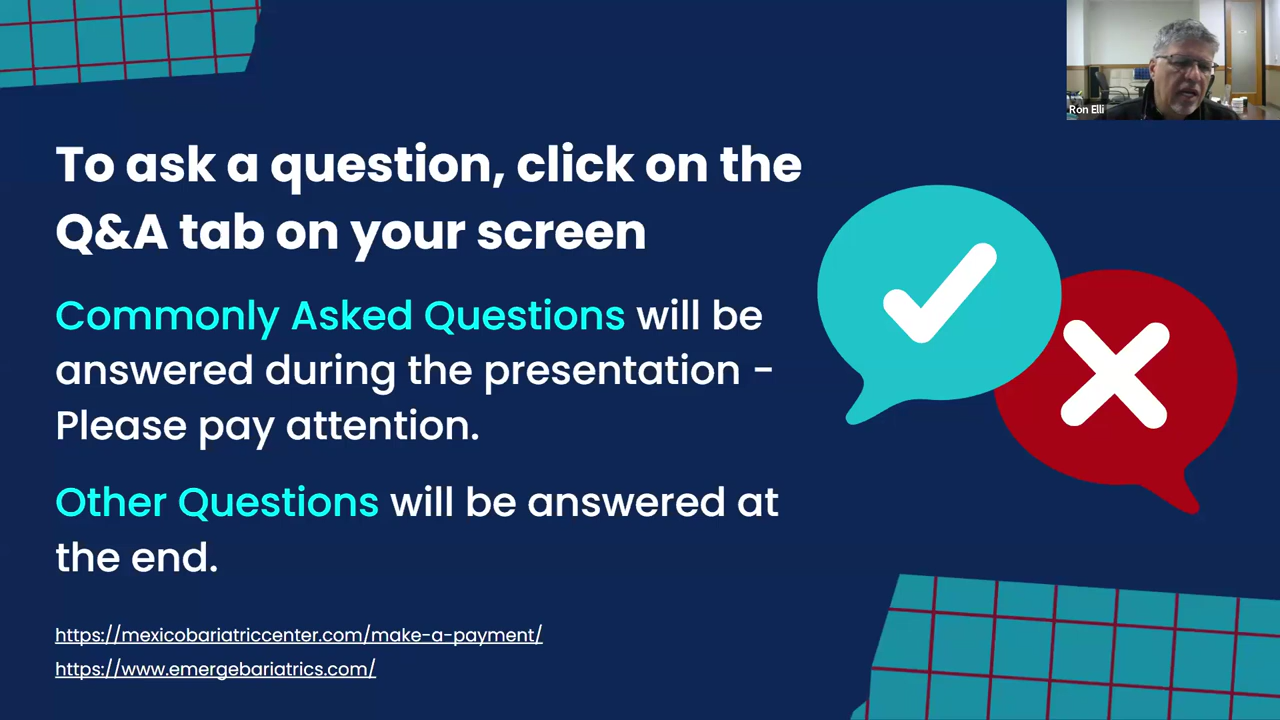 Ron Elli
To ask a question, click on the
Q&A tab on your screen
Commonly Asked Questions will be
answered during the presentation -
Please pay attention.
Other Questions will be answered at
the end.
https://mexicobariatriccenter.com/make-a-payment/
https://www.emergebariatrics.com/